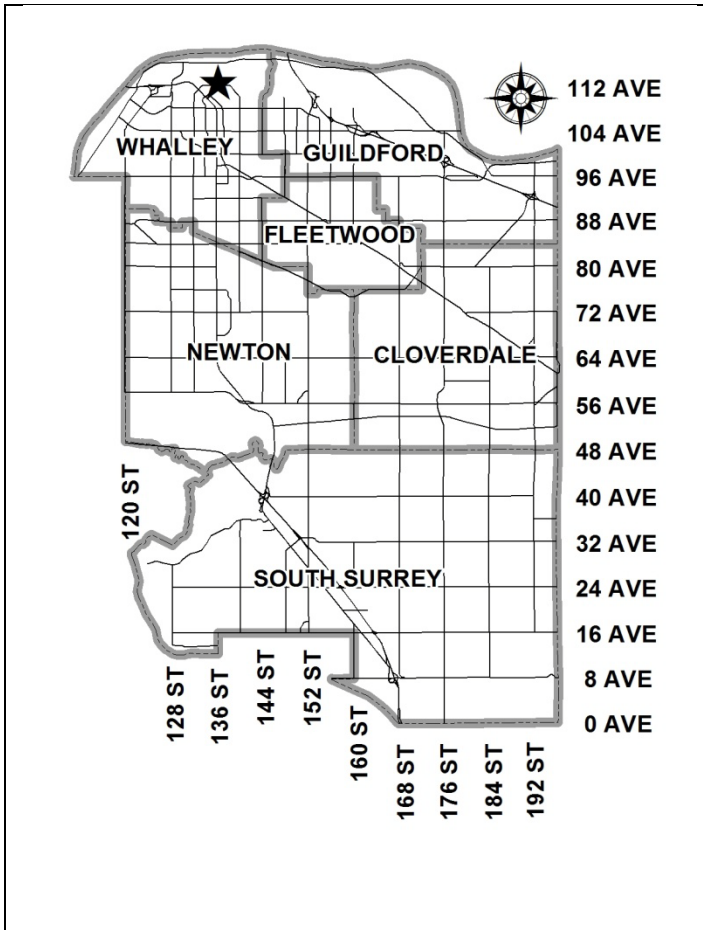 112 AVE
104 AVE
WHALLEY
GUILDFORD
96 AVE
88 AVE
FLEETWOOD
80 AVE
72 AVE
NEWTON
CLOVERDALE
64 AVE
56 AVE
48 AVE
120 ST
40 AVE
32 AVE
SOUTH SURREY
24 AVE
16 AVE
8 AVE
0 AVE
128 ST
136 ST
144 ST
152 ST
160 ST
168 ST
176 ST
184 ST
192 ST